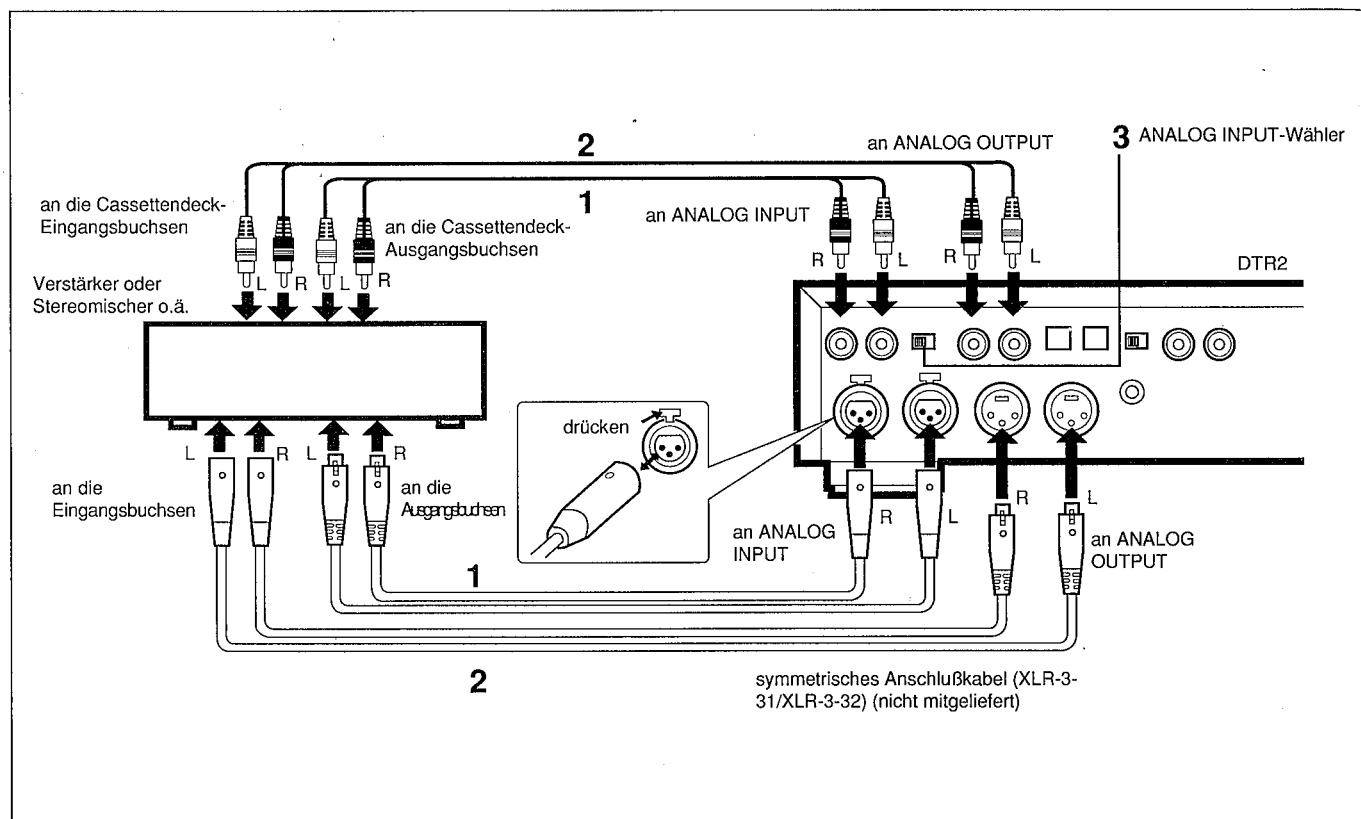 2
an ANALOG OUTPUT
3 ANALOG INPUT-Wähler
1
an die Cassettendeck-
Eingangsbuchsen
an die Cassettendeck-
Ausgangsbuchsen
an ANALOG INPUT
R
L
R
L
DTR2
L
R
L
R
Verstärker oder
Stereomischer o.ä.
drücken
L
R
L
R
an die
Eingangsbuchsen
an die
Ausgangsbuchsen
an ANALOG
INPUT
R
L
R
L
an ANALOG
OUTPUT
1
2
symmetrisches Anschlußkabel (XLR-3-
31/XLR-3-32) (nicht mitgeliefert)